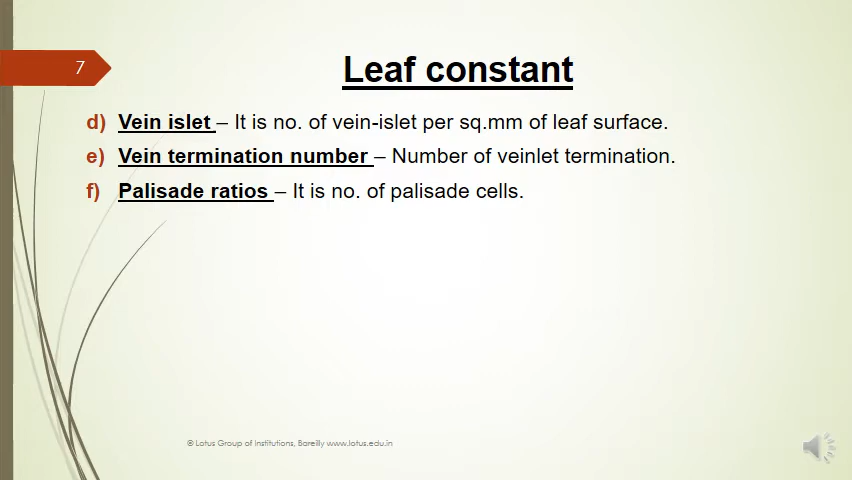 7
Leaf constant
d) Vein islet – It is no. of vein-islet per sq.mm of leaf surface.
e) Vein termination number – Number of veinlet termination.
f) Palisade ratios – It is no. of palisade cells.
® Lotus Group of Institutions, Bareilly www.lotus.edu.in